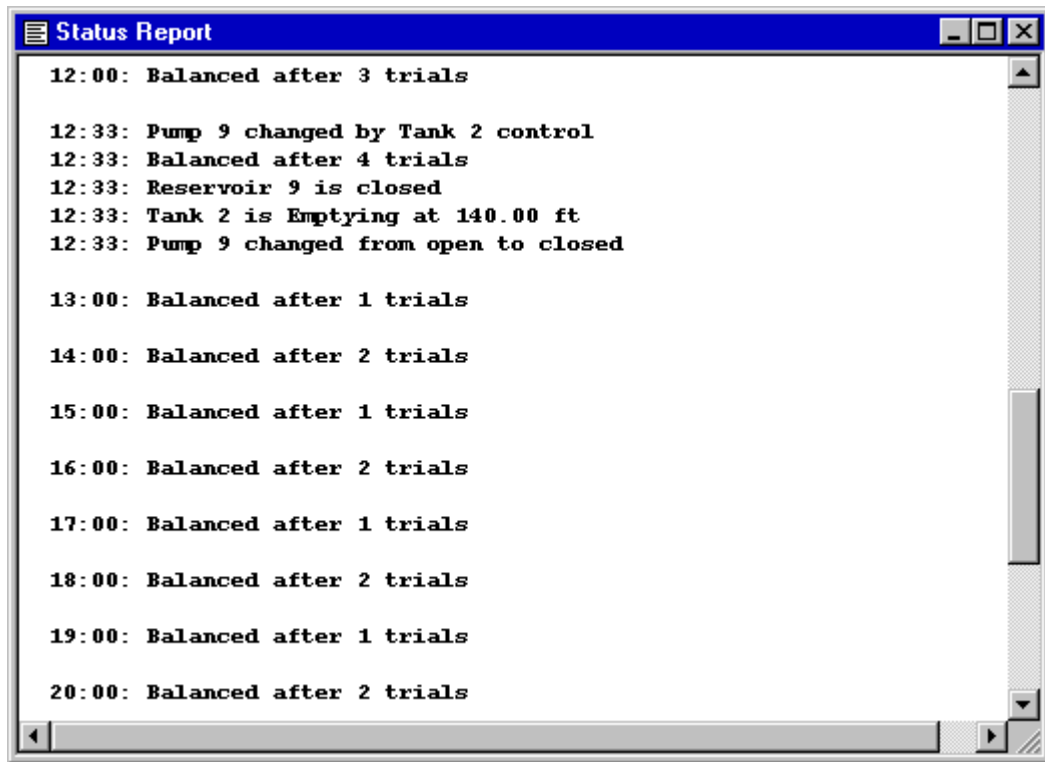 Status Report
12:00: Balanced after 3 trials
12:33: Pump 9 changed by Tank 2 control
12:33: Balanced after 4 trials
12:33: Reservoir 9 is closed
12:33: Tank 2 is Emptying at 140.00 ft
12:33: Pump 9 changed from open to closed
13:00: Balanced after 1 trials
14:00: Balanced after 2 trials
15:00: Balanced after 1 trials
16:00: Balanced after 2 trials
17:00: Balanced after 1 trials
18:00: Balanced after 2 trials
19:00: Balanced after 1 trials
20:00: Balanced after 2 trials